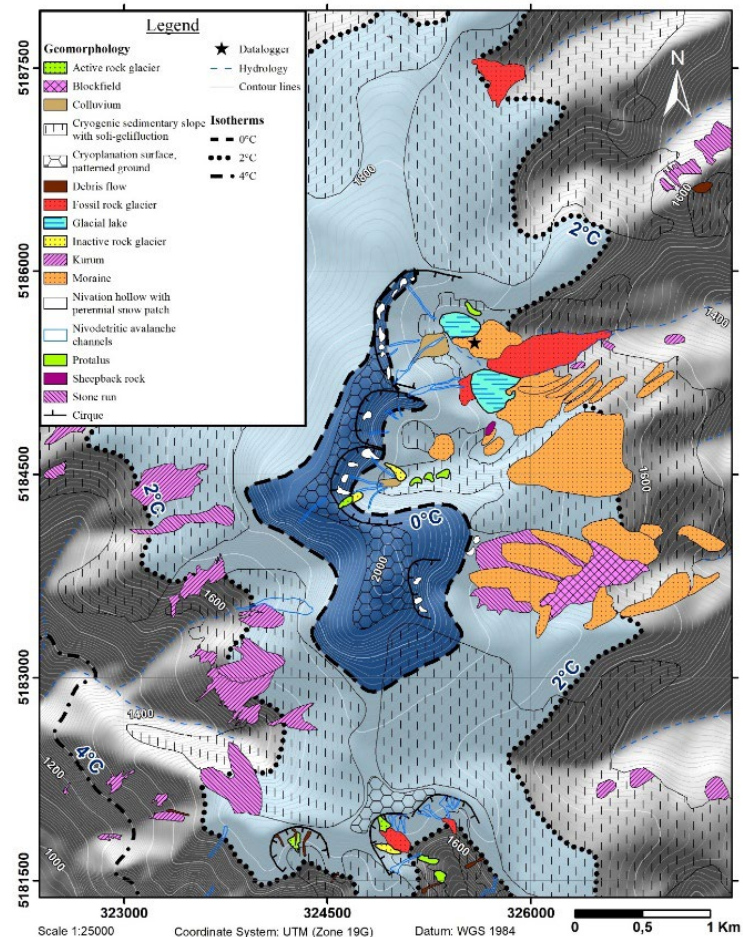 Legend
Geomorphology
Active rock glacier
Blockfield
Colluvium
Cryogenic sedimentary slope
with soli-gelifluction
Cryoplanation surface,
patterned ground
Debris flow
Fossil rock glacier
Glacial lake
Inactive rock glacier
Kurum
Moraine
Nivation hollow with
perennial snow patch
Nivodetritic avalanche
channels
Protalus
Sheepback rock
Stone run
Cirque
Datalogger
Hydrology
Contour lines
Isotherms
0°C
2°C
4°C
N
5187500
5186000
5184500
5183000
5181500
1800
1600
2°C
1400
1600
2°C
0°C
2000
1600
2°C
1400
4°C
1200
1000
1600
323000
324500
326000
0
0,5
1 Km
Scale 1:25000
Coordinate System: UTM (Zone 19G)
Datum: WGS 1984